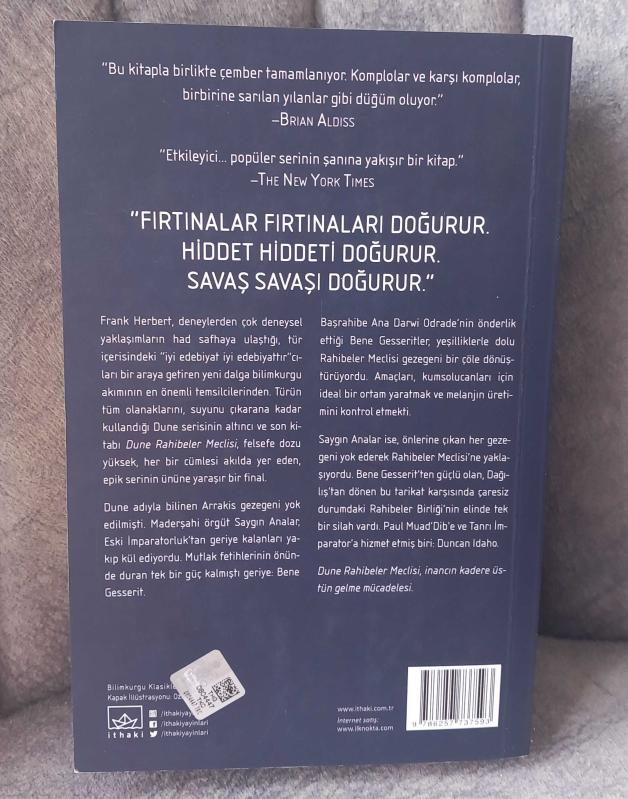 “Bu kitapla birlikte çember tamamlanıyor. Komplolar ve karşı komplolar,
birbirine sarılan yılanlar gibi düğüm oluyor.”
–BRIAN ALDISS
“Etkileyici... popüler serinin şanına yakışır bir kitap.”
–THE NEW YORK TIMES
“FIRTINALAR FIRTINALARI DOĞURUR.
HİDDET HİDDETİ DOĞURUR.
SAVAŞ SAVAŞI DOĞURUR.”
Frank Herbert, deneylerden çok deneysel
yaklaşımların had safhaya ulaştığı, tür
içerisindeki “iyi edebiyat iyi edebiyattır”cı-
ları bir araya getiren yeni dalga bilimkurgu
akımının en önemli temsilcilerinden. Türün
tüm olanaklarını, suyunu çıkarana kadar
kullandığı Dune serisinin altıncı ve son ki-
tabı Dune Rahibeler Meclisi, felsefe dozu
yüksek, her bir cümlesi akılda yer eden,
epik serinin ününe yaraşır bir final.
Dune adıyla bilinen Arrakis gezegeni yok
edilmişti. Maderşahi örgüt Saygın Analar,
Eski İmparatorluk’tan geriye kalanları ya-
kıp kül ediyordu. Mutlak fetihlerinin önün-
de duran tek bir güç kalmıştı geriye: Bene
Gesserit.
Başrahibe Ana Darwi Odrade’nin önderlik
ettiği Bene Gesseritler, yeşilliklerle dolu
Rahibeler Meclisi gezegeni bir çöle dönüş-
türüyordu. Amaçları, kumsolucanları için
ideal bir ortam yaratmak ve melanjın üreti-
mini kontrol etmekti.
Saygın Analar ise, önlerine çıkan her geze-
geni yok ederek Rahibeler Meclisi’ne yakla-
şıyordu. Bene Gesserit’ten güçlü olan, Dağı-
lış’tan dönen bu tarikat karşısında çaresiz
durumdaki Rahibeler Birliği’nin elinde tek
bir silah vardı. Paul Muad’Dib’e ve Tanrı İm-
parator’a hizmet etmiş biri: Duncan Idaho.
Dune Rahibeler Meclisi, inancın kadere üs-
tün gelme mücadelesi.
Bilimkurgu
Kapak İllüstrasyonu:
ithaki
/ithakiyayinlari
/ithakiyayinlari
/ithakiyayinlari
www.ithaki.com.tr
İnternet satış:
www.ilknokta.com
9 786257 737593